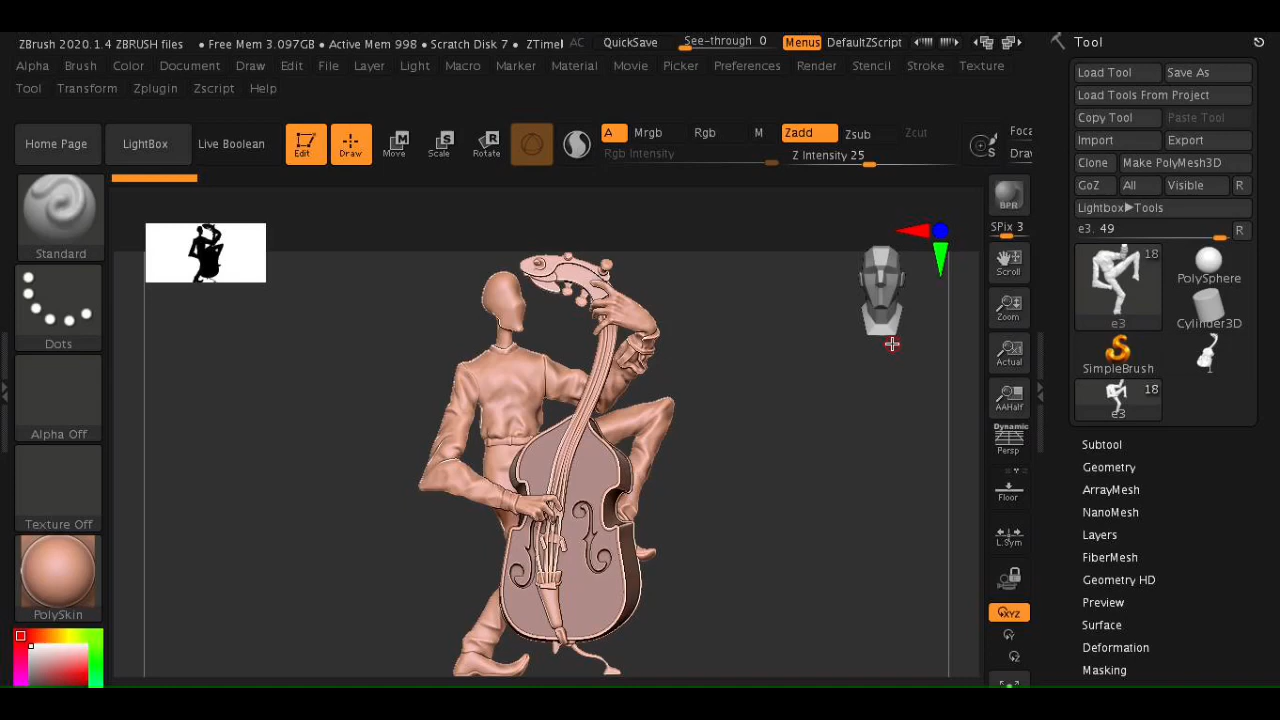 ZBrush 2020.1.4 ZBRUSH files • Free Mem 3.097GB • Active Mem 998 • Scratch Disk 7 • ZTimel AC QuickSave See-through 0 Menus DefaultZScript Tool
Alpha Brush Color Document Draw Edit File Layer Light Macro Marker Material Movie Picker Preferences Render Stencil Stroke Surface Texture
Tool Transform Zplugin Zscript Help
Home Page LightBox Live Boolean Edit Draw Move Scale Rotate
A Mrgb Rgb M Zadd Zsub Zcut Foca
Rgb Intensity Z Intensity 25 Draw
Standard
Dots
Alpha Off
Texture Off
PolySkin
BPR
SPix 3
Scroll
Zoom
Actual
AAHalf
Dynamic
Persp
Floor
L.Sym
XYZ
Y
Z
Load Tool Save As
Load Tools From Project
Copy Tool Paste Tool
Import Export
Clone Make PolyMesh3D
GoZ All Visible R
Lightbox▶Tools
e3. 49 R
18
e3
PolySphere
Cylinder3D
SimpleBrush
1
18
e3
Subtool
Geometry
ArrayMesh
NanoMesh
Layers
FiberMesh
Geometry HD
Preview
Surface
Deformation
Masking